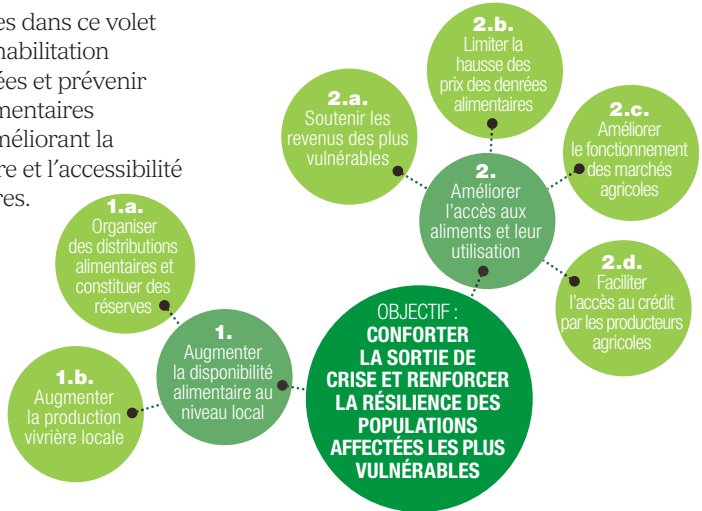 es dans ce volet
habilitation
ées et prévenir
mentaires
méliorant la
re et l'accessibilité
res.
1.a.
Organiser
des distributions
alimentaires et
constituer des
réserves
1.b.
Augmenter
la production
vivrière locale
1.
Augmenter
la disponibilité
alimentaire au
niveau local
2.a.
Soutenir les
revenus des plus
vulnérables
2.b.
Limiter la
hausse des
prix des denrées
alimentaires
2.c.
Améliorer
le fonctionnement
des marchés
agricoles
2.
Améliorer
l'accès aux
aliments et leur
utilisation
2.d.
Faciliter
l'accès au crédit
par les producteurs
agricoles
OBJECTIF :
CONFORTER
LA SORTIE DE
CRISE ET RENFORCER
LA RÉSILIENCE DES
POPULATIONS
AFFECTÉES LES PLUS
VULNÉRABLES